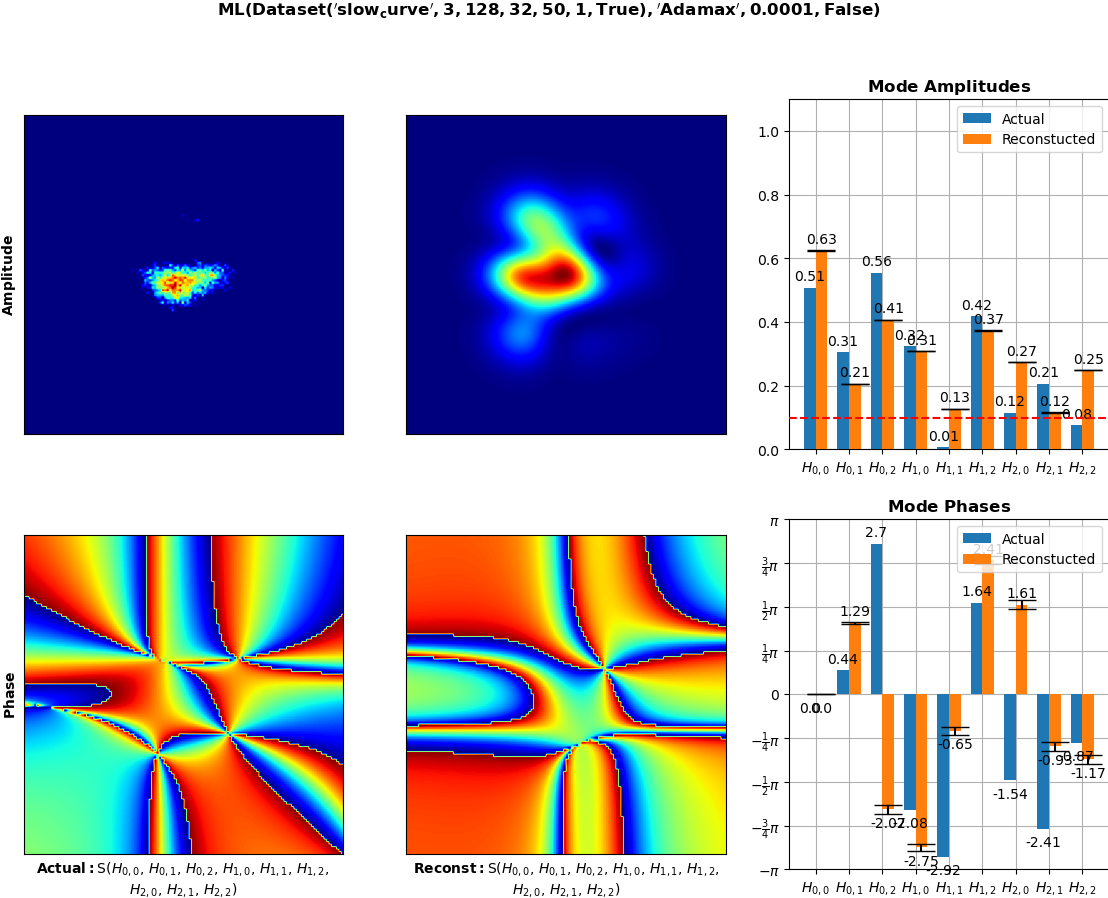 ML(Dataset('slow_curve', 3, 128, 32, 50, 1, True), 'Adamax', 0.0001, False)
Amplitude
Mode Amplitudes
Actual
Reconstucted
1.0
0.8
0.6
0.4
0.2
0.0
0.51
0.63
0.31
0.21
0.56
0.41
0.32
0.31
0.01
0.13
0.42
0.37
0.12
0.27
0.21
0.12
0.08
0.25
H0,0 H0,1 H0,2 H1,0 H1,1 H1,2 H2,0 H2,1 H2,2
Phase
Actual: S(H0,0, H0,1, H0,2, H1,0, H1,1, H1,2,
H2,0, H2,1, H2,2)
Reconst: S(H0,0, H0,1, H0,2, H1,0, H1,1, H1,2,
H2,0, H2,1, H2,2)
Mode Phases
Actual
Reconstucted
π
3/4π
1/2π
1/4π
0
−1/4π
−1/2π
−3/4π
−π
0.0
0.0
0.44
1.29
2.7
-2.07
-2.08
-2.75
-2.92
-0.65
1.64
2.41
-1.54
1.61
-2.41
-0.93
-0.87
-1.17
H0,0 H0,1 H0,2 H1,0 H1,1 H1,2 H2,0 H2,1 H2,2